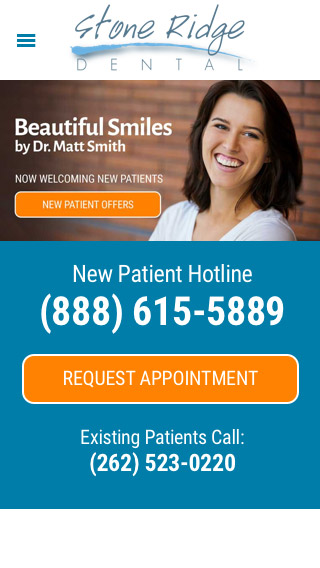 Stone Ridge
DENTAL
Beautiful Smiles
by Dr. Matt Smith
NOW WELCOMING NEW PATIENTS
NEW PATIENT OFFERS
New Patient Hotline
(888) 615-5889
REQUEST APPOINTMENT
Existing Patients Call:
(262) 523-0220